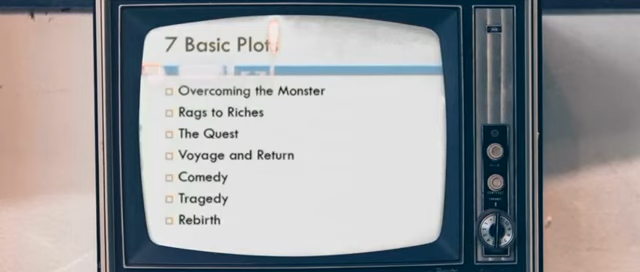 7 Basic Plot
Overcoming the Monster
Rags to Riches
The Quest
Voyage and Return
Comedy
Tragedy
Rebirth